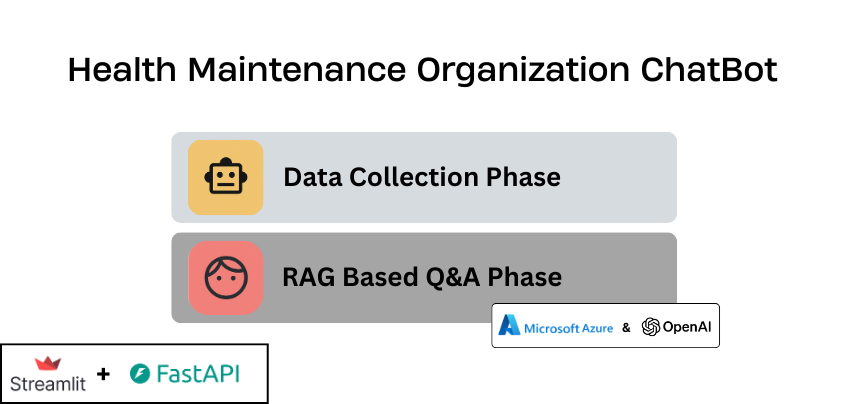 Health Maintenance Organization ChatBot
Data Collection Phase
RAG Based Q&A Phase
Microsoft Azure & OpenAI
Streamlit + FastAPI